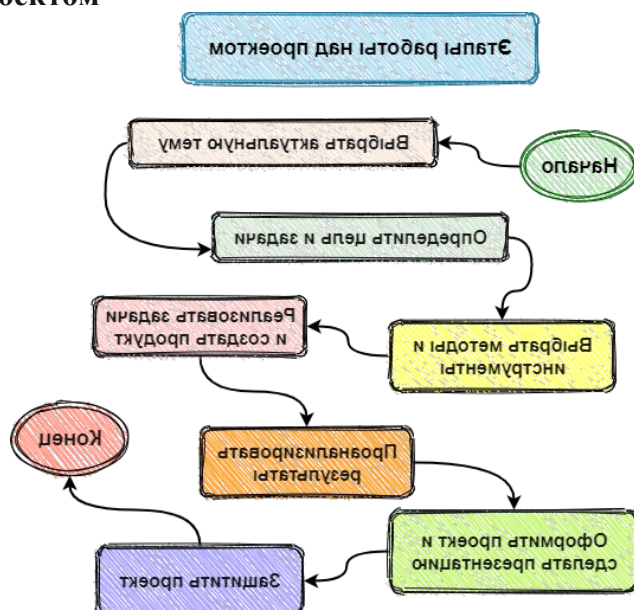 оектом
Этапы работы над проектом
Начало
Выбрать актуальную тему
Определить цель и задачи
Выбрать методы и
инструменты
Реализовать задачи
и создать продукт
Проанализировать
результаты
Оформить проект и
сделать презентацию
Защитить проект
Конец